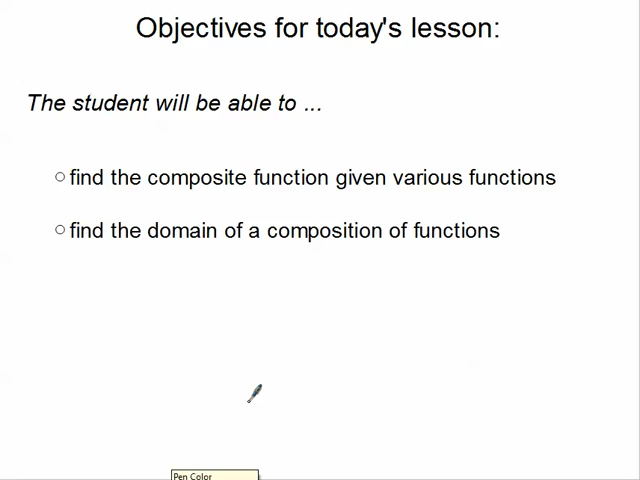 Objectives for today's lesson:
The student will be able to ...
find the composite function given various functions
find the domain of a composition of functions
Pen Color